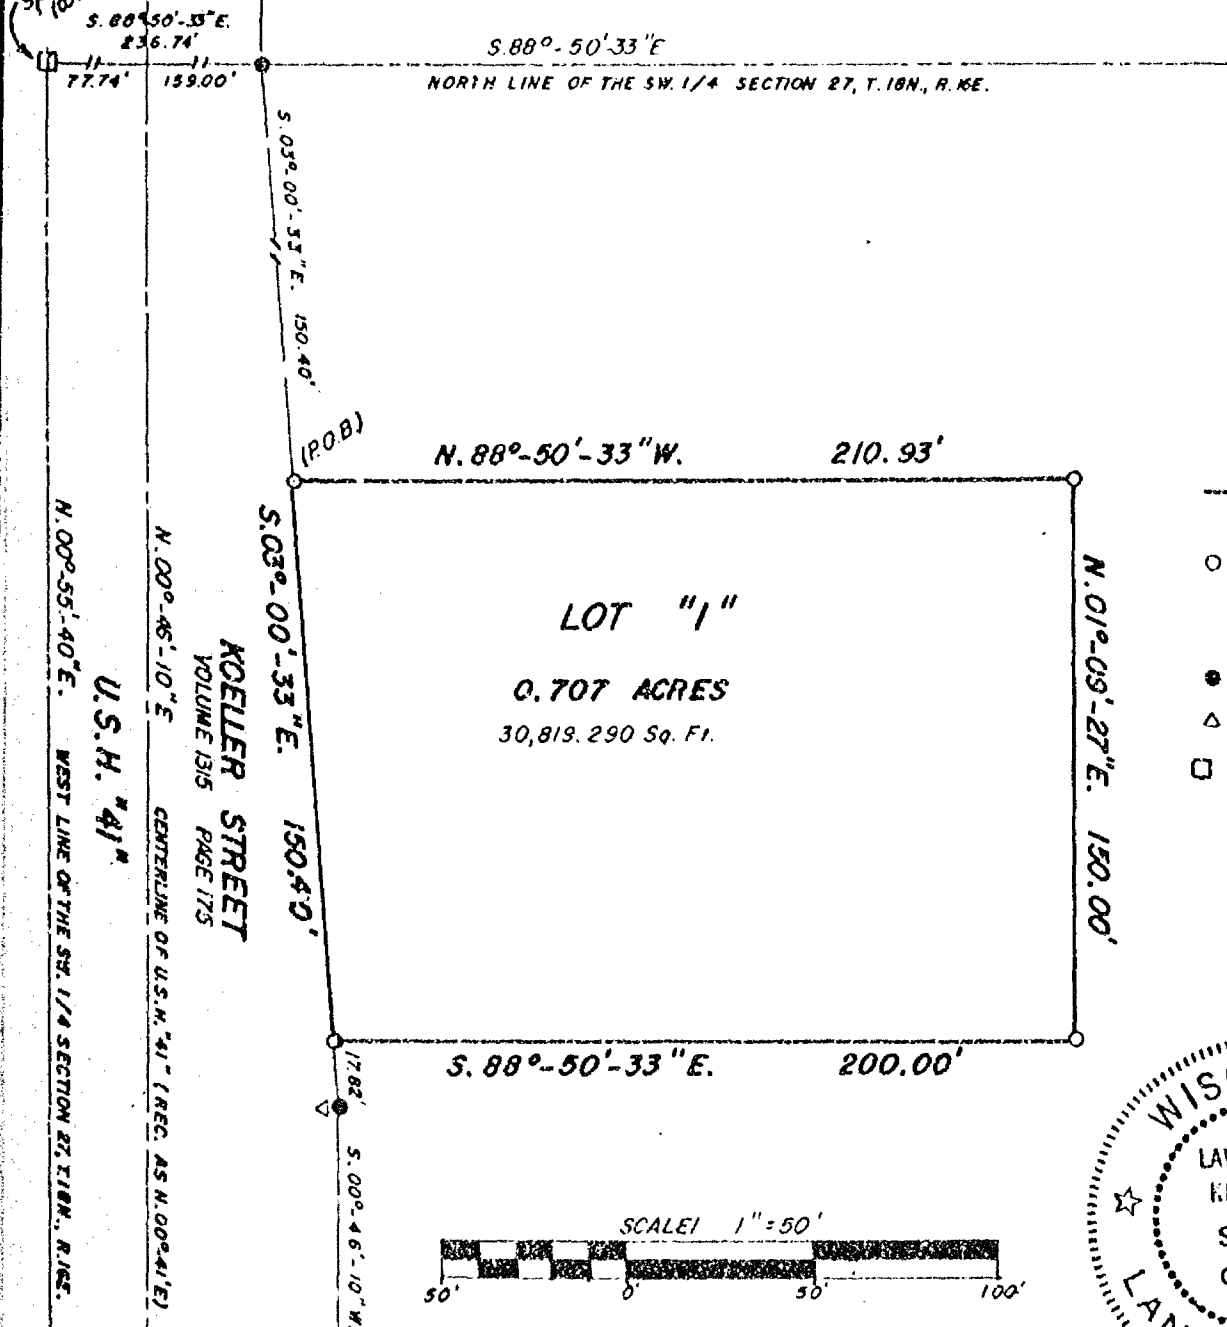 S. 88°50'-33"E.
236.74'
77.74' 159.00'
S.88°-50'-33"E
NORTH LINE OF THE SW. 1/4 SECTION 27, T.18N., R.16E.
S.03°-00'-33"E. 150.40'
(P.O.B)
N.88°-50'-33"W. 210.93'
S.03°-00'-33"E. 150.40'
N.01°-09'-27"E. 150.00'
LOT "1"
0.707 ACRES
30,819.290 Sq. Ft.
KOELLER STREET
VOLUME 1315 PAGE 175
N.00°-46'-10"E CENTERLINE OF U.S.H. "41" (REC. AS N.00°41'E).
U.S.H. "41"
N.00°-55'-40"E. WEST LINE OF THE SW. 1/4 SECTION 27, T.18N., R.16E.
S.88°-50'-33"E. 200.00'
17.82'
S.00°-46'-10"W.
SCALE: 1"=50'
50' 0' 50' 100'
WIS
LAN